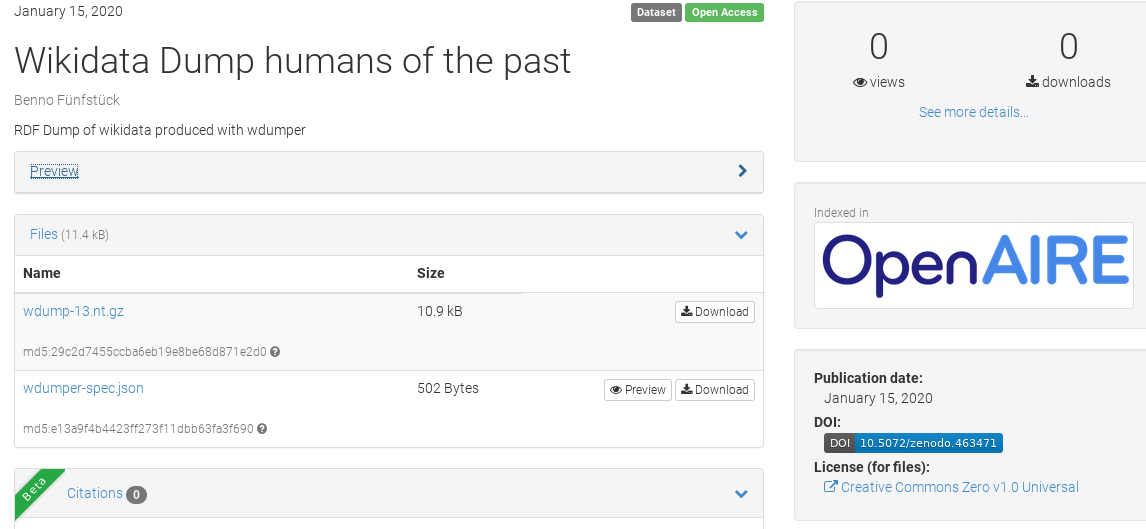 January 15, 2020
Dataset Open Access
Wikidata Dump humans of the past
Benno Fünfstück
RDF Dump of wikidata produced with wdumper
Preview
Files (11.4 kB)
Name Size
wdump-13.nt.gz 10.9 kB Download
md5:29c2d7455ccba6eb19e8be68d871e2d0
wdumper-spec.json 502 Bytes Preview Download
md5:e13a9f4b4423ff273f11dbb63fa3f690
Beta
Citations 0
0 0
views downloads
See more details...
Indexed in
OpenAIRE
Publication date:
January 15, 2020
DOI:
DOI 10.5072/zenodo.463471
License (for files):
Creative Commons Zero v1.0 Universal